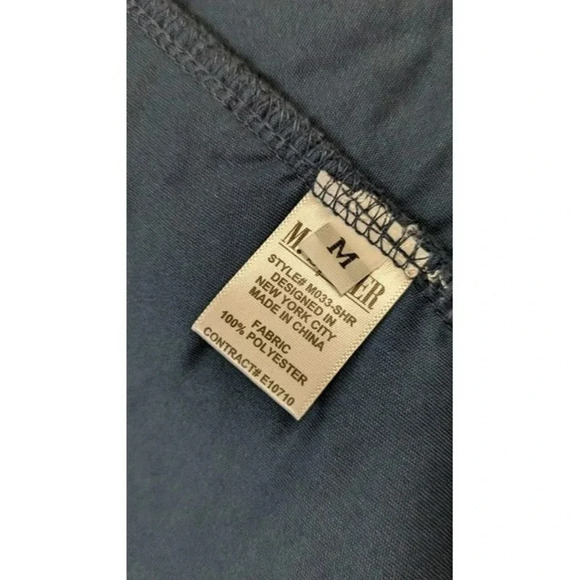 M
STYLE# M033-SHR
DESIGNED IN
NEW YORK CITY
MADE IN CHINA
FABRIC
100% POLYESTER
CONTRACT# E10710